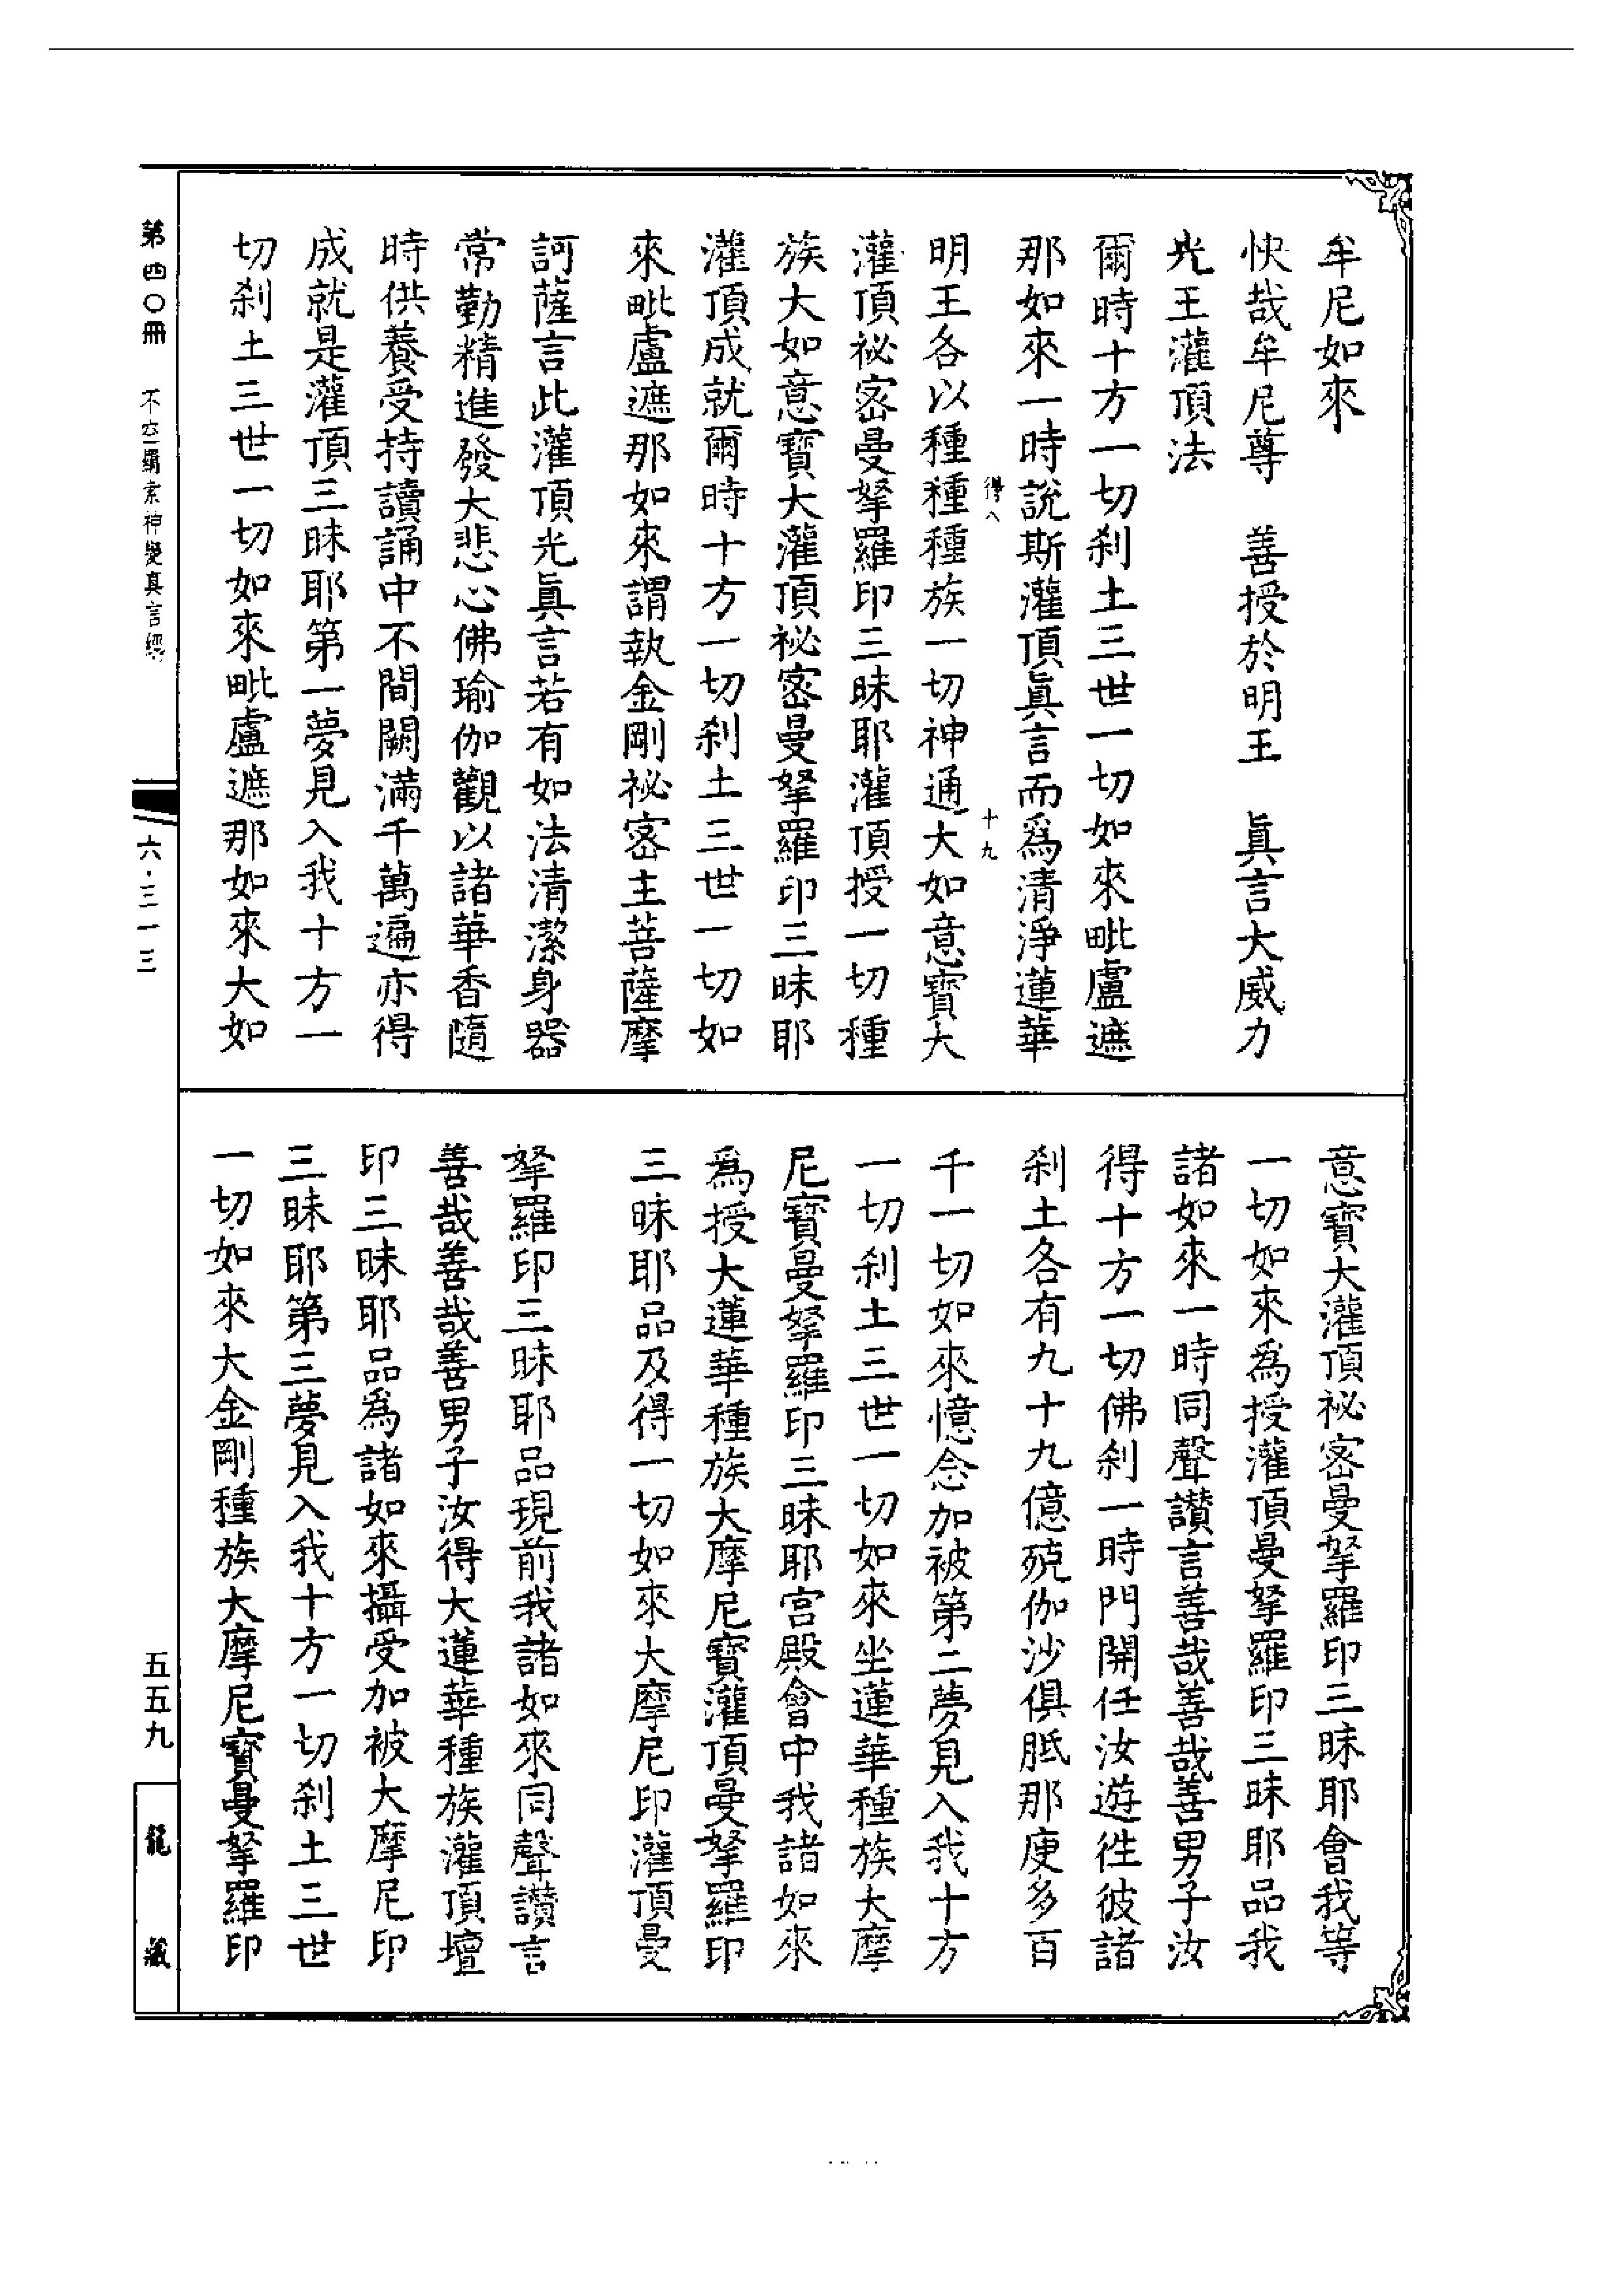 牟尼如來
快哉牟尼尊　善授於明王　眞言大威力
光王灌頂法
爾時十方一切刹土三世一切如來毗盧遮
那如來一時說斯灌頂眞言而爲清淨蓮華
得八　十九
明王各以種種種族一切神通大如意寶大
灌頂祕密曼拏羅印三昧耶灌頂授一切種
族大如意寶大灌頂祕密曼拏羅印三昧耶
灌頂成就爾時十方一切刹土三世一切如
來毗盧遮那如來謂執金剛祕密主菩薩摩
訶薩言此灌頂光眞言若有如法清潔身器
常勤精進發大悲心佛瑜伽觀以諸華香隨
時供養受持讀誦中不間闕滿千萬遍亦得
成就是灌頂三昧耶第一夢見入我十方一
切刹土三世一切如來毗盧遮那如來大如
意寶大灌頂祕密曼拏羅印三昧耶會我等
一切如來爲授灌頂曼拏羅印三昧耶品我
諸如來一時同聲讚言善哉善哉善男子汝
得十方一切佛刹一時門開任汝遊往彼諸
刹土各有九十九億殑伽沙俱胝那庾多百
千一切如來憶念加被第二夢見入我十方
一切刹土三世一切如來坐蓮華種族大摩
尼寶曼拏羅印三昧耶宮殿會中我諸如來
爲授大蓮華種族大摩尼寶灌頂曼拏羅印
三昧耶品及得一切如來大摩尼印灌頂曼
拏羅印三昧耶品現前我諸如來同聲讚言
善哉善哉善男子汝得大蓮華種族灌頂壇
印三昧耶品爲諸如來攝受加被大摩尼印
三昧耶第三夢見入我十方一切刹土三世
一切如來大金剛種族大摩尼寶曼拏羅印
第四〇冊　不空羂索神變真言經
六·三一三
五五九
龍藏